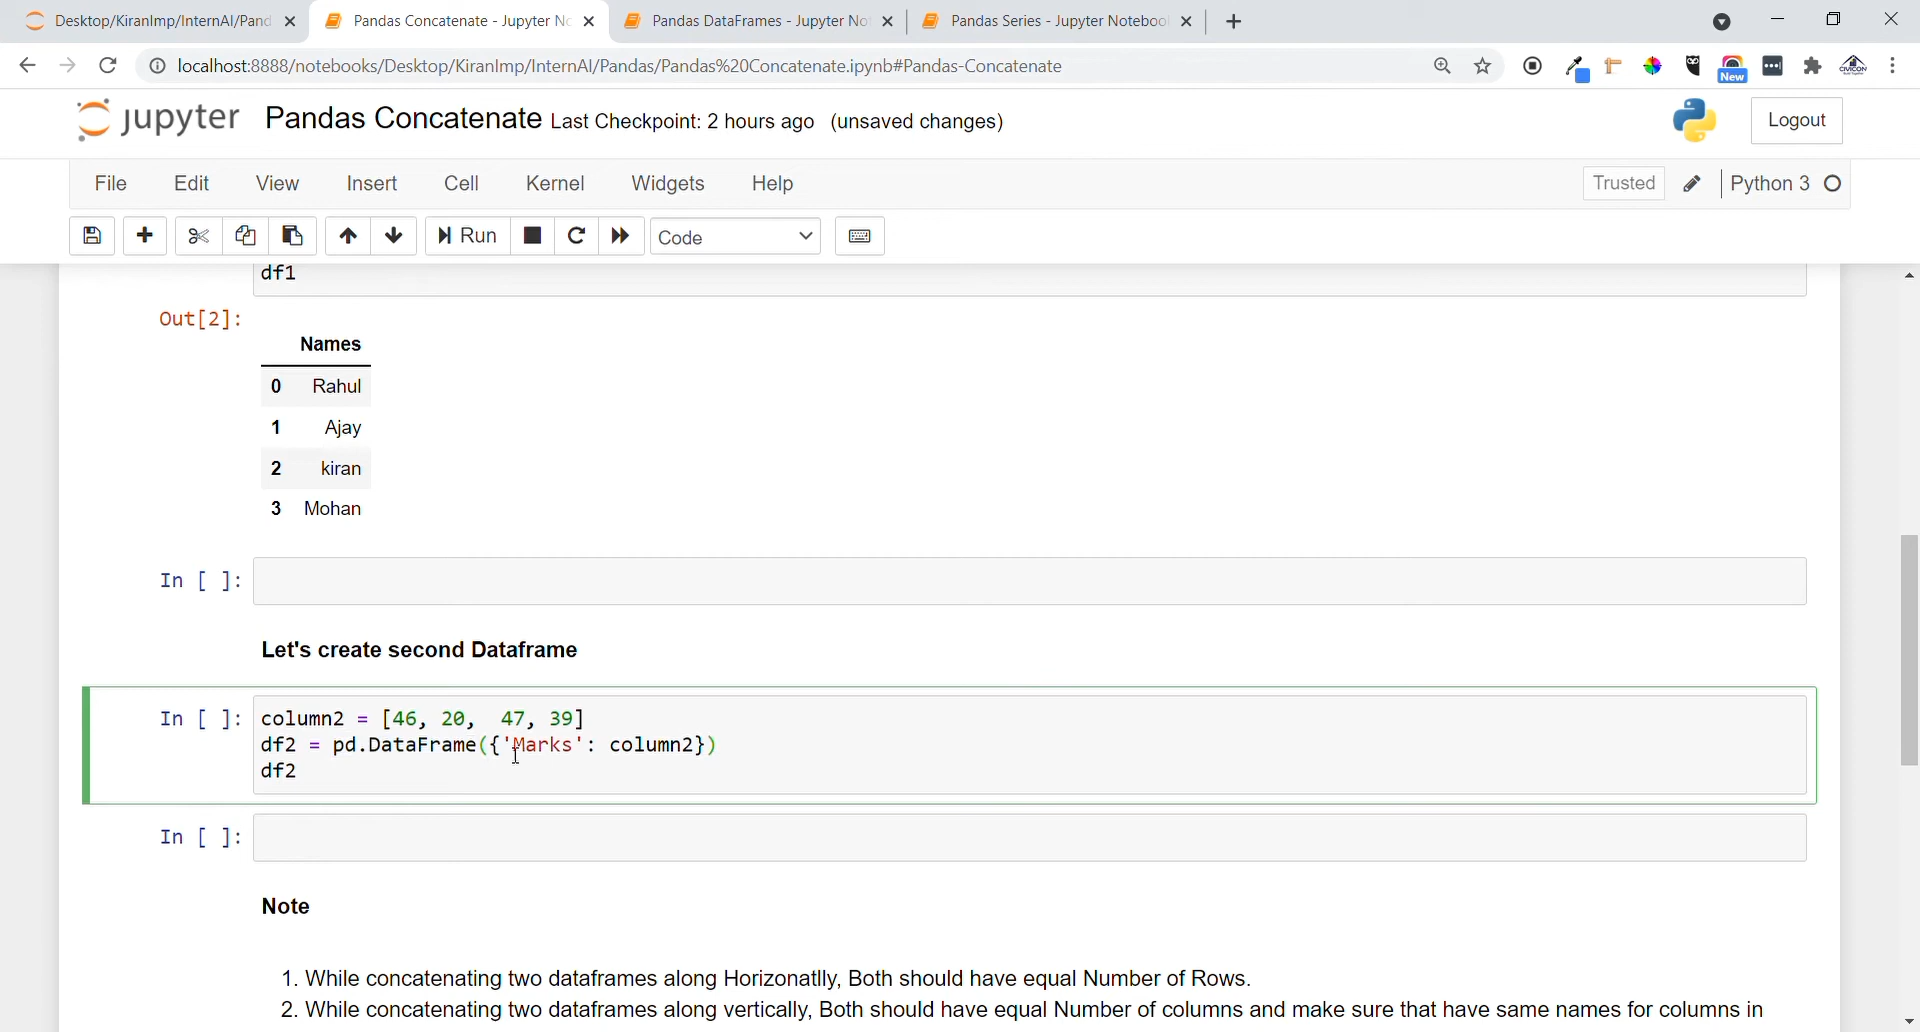 Desktop/KiranImp/InternAI/Pand
Pandas Concatenate - Jupyter No
Pandas DataFrames - Jupyter Not
Pandas Series - Jupyter Notebook
localhost:8888/notebooks/Desktop/KiranImp/InternAI/Pandas/Pandas%20Concatenate.ipynb#Pandas-Concatenate
New
CIVICON
jupyter Pandas Concatenate Last Checkpoint: 2 hours ago (unsaved changes)
Logout
File Edit View Insert Cell Kernel Widgets Help
Trusted
Python 3
Run
Code
df1
Out[2]:
Names
0 Rahul
1 Ajay
2 kiran
3 Mohan
In [ ]:
Let's create second Dataframe
In [ ]: column2 = [46, 20,  47, 39]
df2 = pd.DataFrame({'Marks': column2})
df2
In [ ]:
Note
1. While concatenating two dataframes along Horizonatlly, Both should have equal Number of Rows.
2. While concatenating two dataframes along vertically, Both should have equal Number of columns and make sure that have same names for columns in